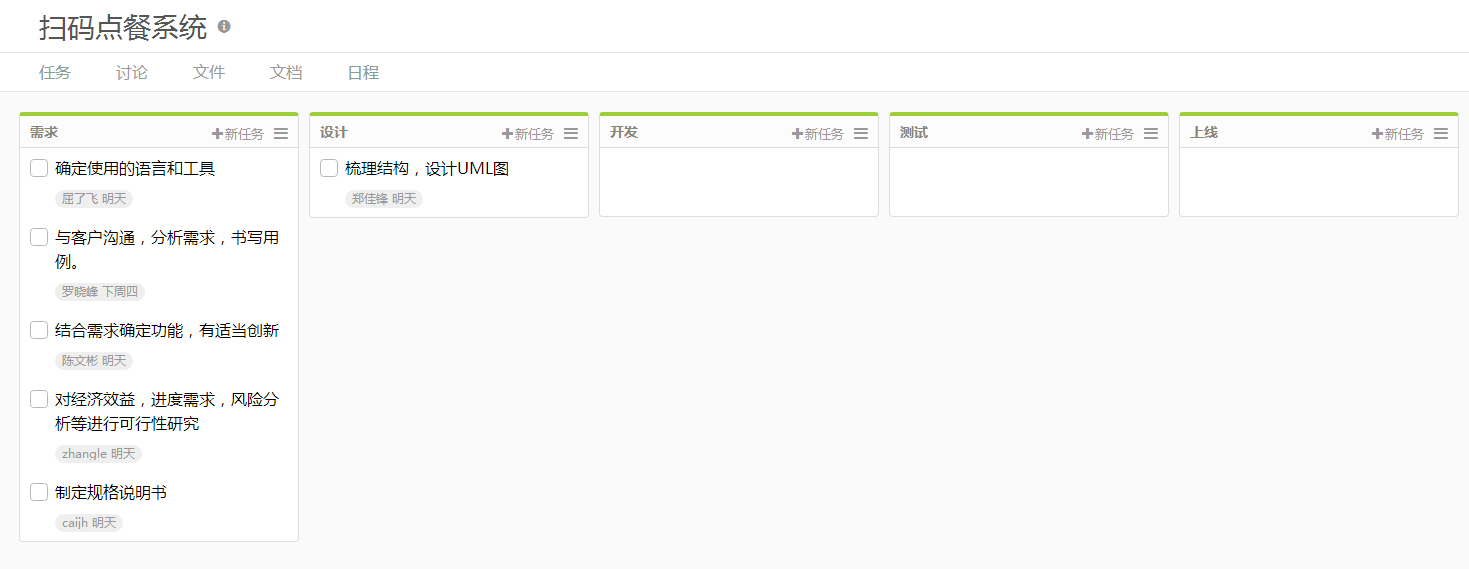 扫码点餐系统
任务 讨论 文件 文档 日程
需求 新任务
确定使用的语言和工具
屈了飞 明天
与客户沟通，分析需求，书写用
例。
罗晓峰 下周四
结合需求确定功能，有适当创新
陈文彬 明天
对经济效益，进度需求，风险分
析等进行可行性研究
zhangle 明天
制定规格说明书
caijh 明天
设计 新任务
梳理结构，设计UML图
郑佳锋 明天
开发 新任务
测试 新任务
上线 新任务